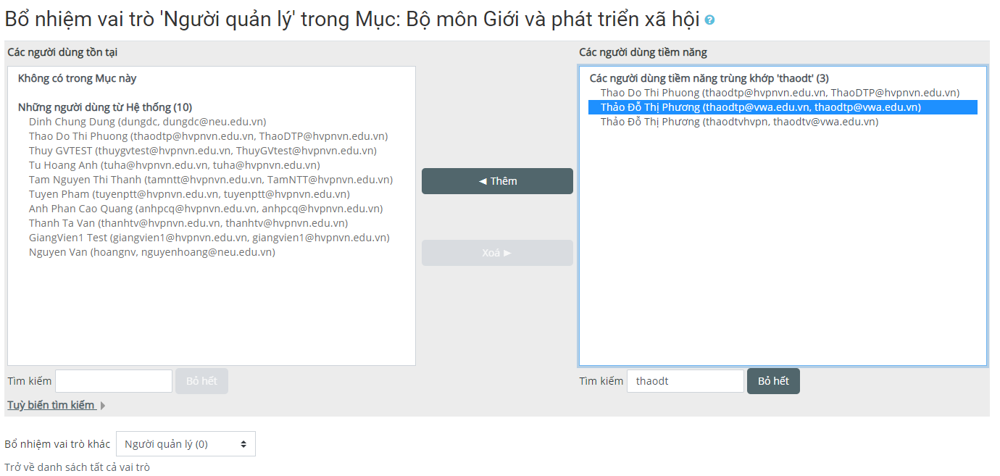 Bổ nhiệm vai trò 'Người quản lý' trong Mục: Bộ môn Giới và phát triển xã hội ?
Các người dùng tồn tại
Không có trong Mục này
Những người dùng từ Hệ thống (10)
Dinh Chung Dung (dungdc, dungdc@neu.edu.vn)
Thao Do Thi Phuong (thaodtp@hvpnvn.edu.vn, ThaoDTP@hvpnvn.edu.vn)
Thuy GVTEST (thuygvtest@hvpnvn.edu.vn, ThuyGVtest@hvpnvn.edu.vn)
Tu Hoang Anh (tuha@hvpnvn.edu.vn, tuha@hvpnvn.edu.vn)
Tam Nguyen Thi Thanh (tamntt@hvpnvn.edu.vn, TamNTT@hvpnvn.edu.vn)
Tuyen Pham (tuyenptt@hvpnvn.edu.vn, tuyenptt@hvpnvn.edu.vn)
Anh Phan Cao Quang (anhpcq@hvpnvn.edu.vn, anhpcq@hvpnvn.edu.vn)
Thanh Ta Van (thanhtv@hvpnvn.edu.vn, thanhtv@hvpnvn.edu.vn)
GiangVien1 Test (giangvien1@hvpnvn.edu.vn, giangvien1@hvpnvn.edu.vn)
Nguyen Van (hoangnv, nguyenhoang@neu.edu.vn)
Tìm kiếm
Bỏ hết
Tuỳ biến tìm kiếm
◄ Thêm
Xoá ►
Các người dùng tiềm năng
Các người dùng tiềm năng trùng khớp 'thaodt' (3)
Thao Do Thi Phuong (thaodtp@hvpnvn.edu.vn, ThaoDTP@hvpnvn.edu.vn)
Thảo Đỗ Thị Phương (thaodtp@vwa.edu.vn, thaodtp@vwa.edu.vn)
Thảo Đỗ Thị Phương (thaodtvhvpn, thaodtv@vwa.edu.vn)
Tìm kiếm thaodt Bỏ hết
Bổ nhiệm vai trò khác Người quản lý (0)
Trở về danh sách tất cả vai trò